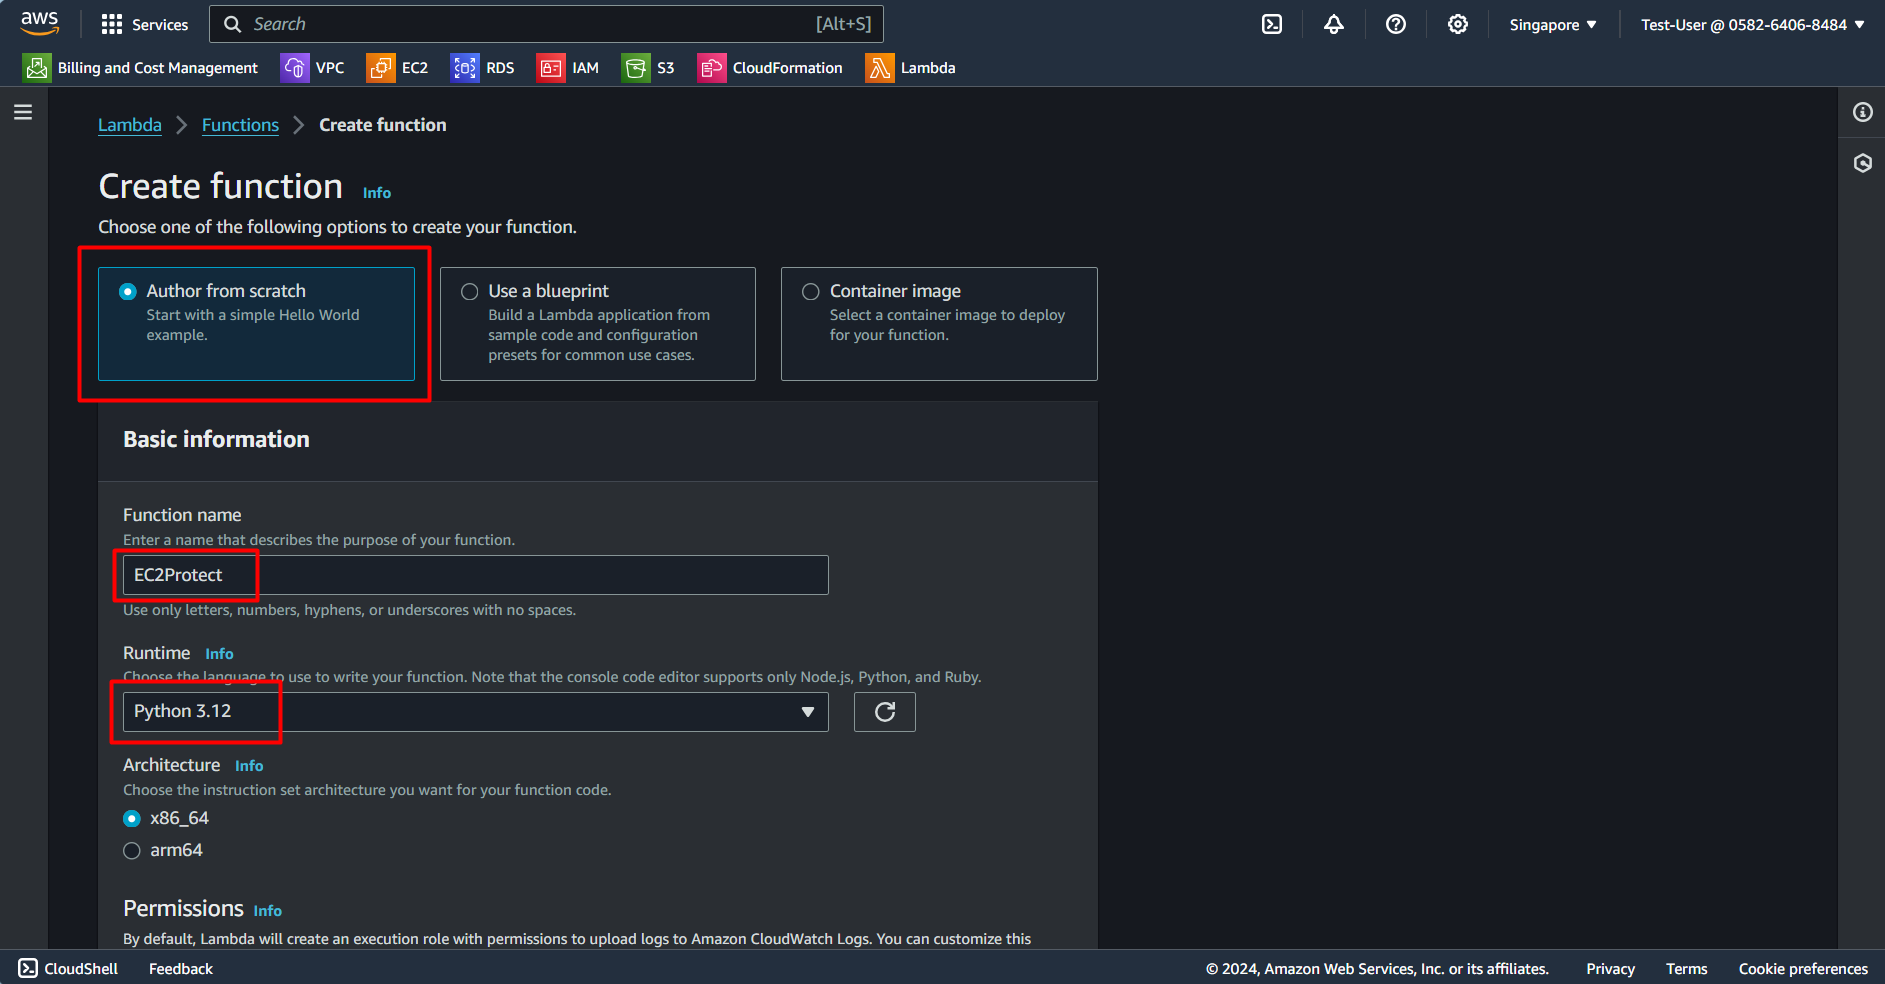 aws
Services
Search
[Alt+S]
Singapore
Test-User @ 0582-6406-8484
Billing and Cost Management
VPC
EC2
RDS
IAM
S3
CloudFormation
Lambda
Lambda
Functions
Create function
Create function
Info
Choose one of the following options to create your function.
Author from scratch
Start with a simple Hello World
example.
Use a blueprint
Build a Lambda application from
sample code and configuration
presets for common use cases.
Container image
Select a container image to deploy
for your function.
Basic information
Function name
Enter a name that describes the purpose of your function.
EC2Protect
Use only letters, numbers, hyphens, or underscores with no spaces.
Runtime
Info
Choose the language to use to write your function. Note that the console code editor supports only Node.js, Python, and Ruby.
Python 3.12
Architecture
Info
Choose the instruction set architecture you want for your function code.
x86_64
arm64
Permissions
Info
By default, Lambda will create an execution role with permissions to upload logs to Amazon CloudWatch Logs. You can customize this
CloudShell
Feedback
© 2024, Amazon Web Services, Inc. or its affiliates.
Privacy
Terms
Cookie preferences